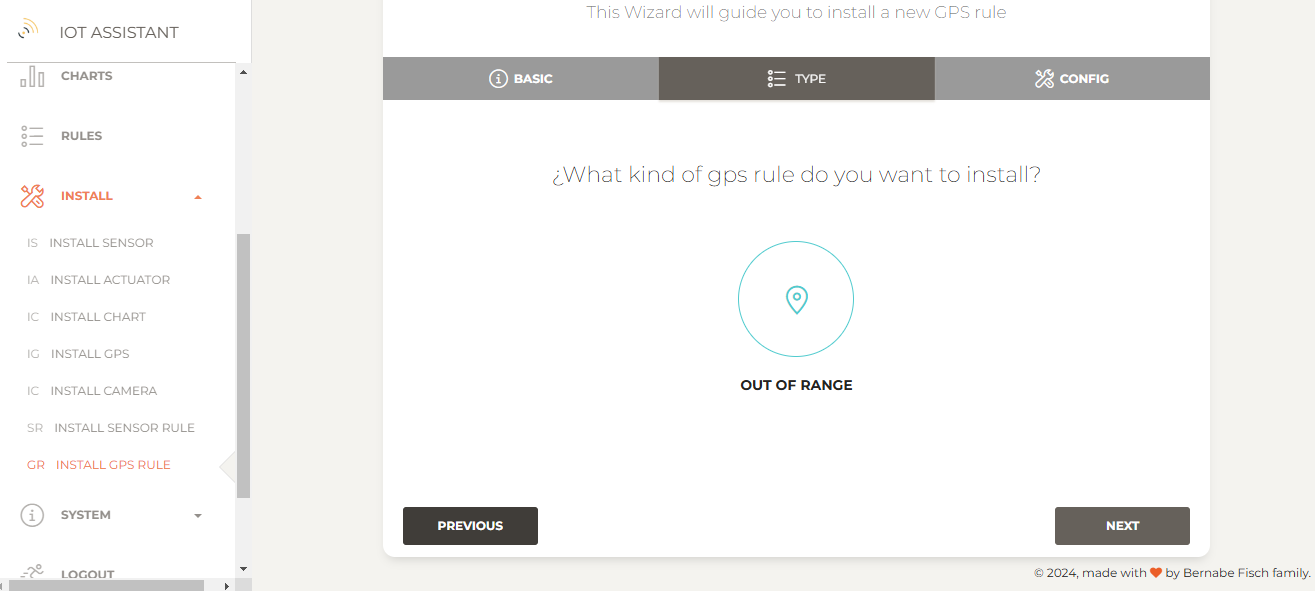 IOT ASSISTANT
CHARTS
RULES
INSTALL
IS INSTALL SENSOR
IA INSTALL ACTUATOR
IC INSTALL CHART
IG INSTALL GPS
IC INSTALL CAMERA
SR INSTALL SENSOR RULE
GR INSTALL GPS RULE
SYSTEM
LOGOUT
This Wizard will guide you to install a new GPS rule
BASIC
TYPE
CONFIG
¿What kind of gps rule do you want to install?
OUT OF RANGE
PREVIOUS
NEXT
© 2024, made with by Bernabe Fisch family.